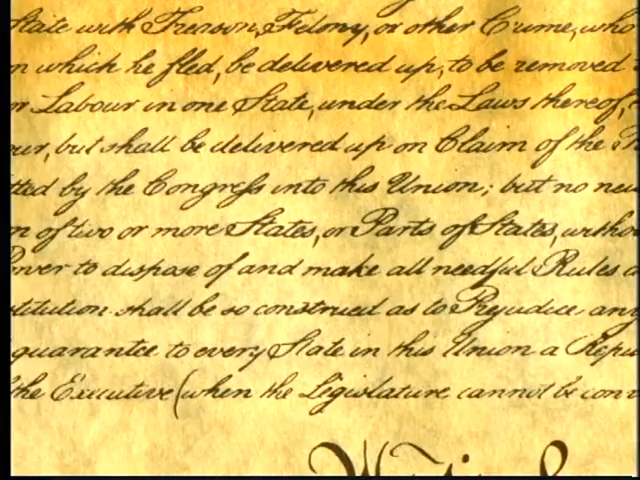 State with Treason, Felony, or other Crime, who
which he fled, be delivered up, to be removed
or Labour in one State, under the Laws thereof,
but shall be delivered up on Claim of the
by the Congress into this Union; but no new
of two or more States, or Parts of States, witho
Power to dispose of and make all needful Rules
shall be so construed as to Prejudice any
guarantee to every State in this Union a Repu
the Executive (when the Legislature cannot be con